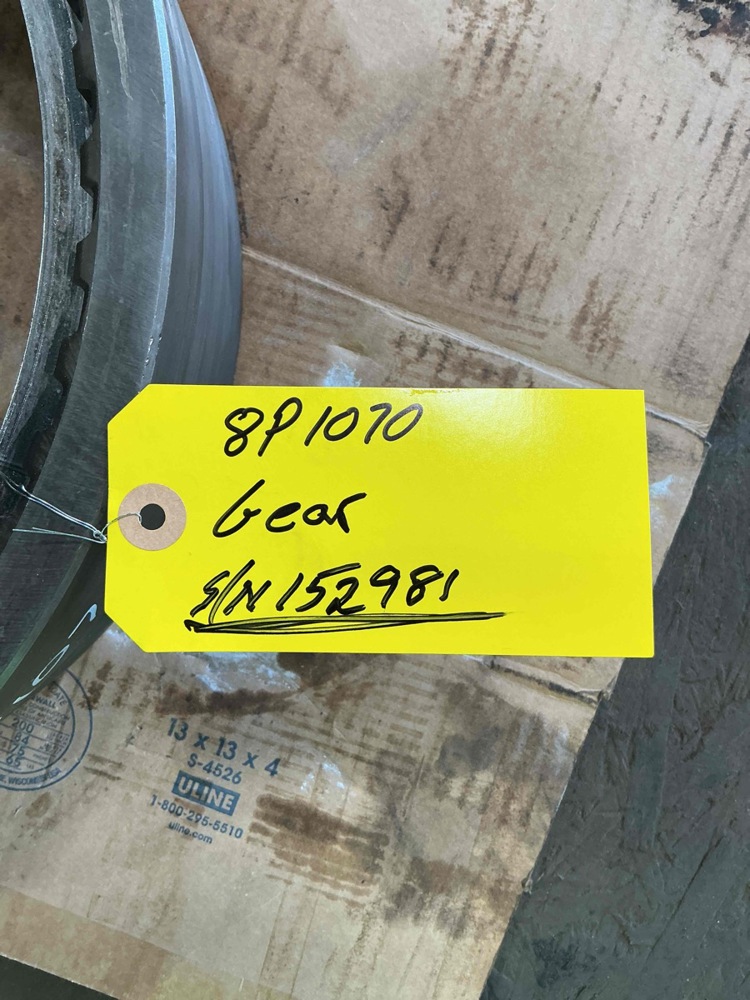 8P1070
Gear
S/N 152981
13 x 13 x 4
S-4526
ULINE
1-800-295-5510
uline.com